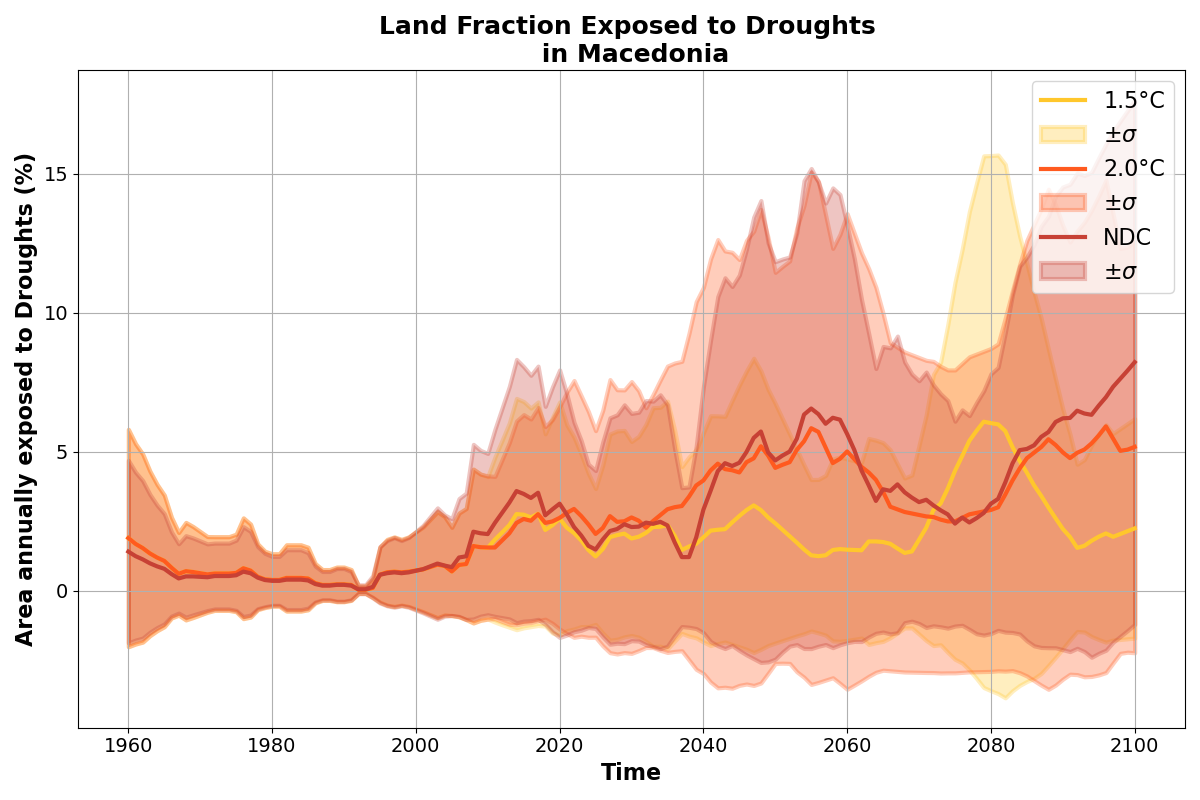 Land Fraction Exposed to Droughts
in Macedonia
Area annually exposed to Droughts (%)
15
10
5
0
1960 1980 2000 2020 2040 2060 2080 2100
Time
1.5°C
±σ
2.0°C
±σ
NDC
±σ